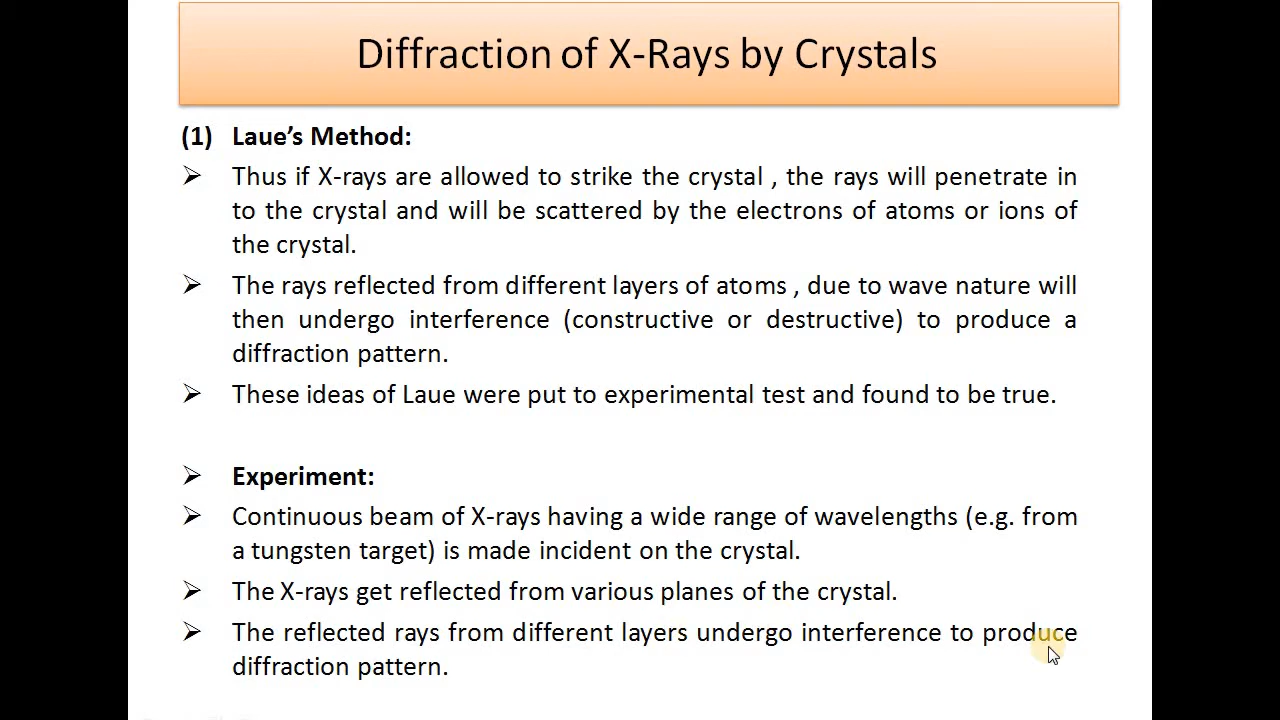 Diffraction of X-Rays by Crystals
(1) Laue's Method:
➢ Thus if X-rays are allowed to strike the crystal , the rays will penetrate in
to the crystal and will be scattered by the electrons of atoms or ions of
the crystal.
➢ The rays reflected from different layers of atoms , due to wave nature will
then undergo interference (constructive or destructive) to produce a
diffraction pattern.
➢ These ideas of Laue were put to experimental test and found to be true.
➢ Experiment:
➢ Continuous beam of X-rays having a wide range of wavelengths (e.g. from
a tungsten target) is made incident on the crystal.
➢ The X-rays get reflected from various planes of the crystal.
➢ The reflected rays from different layers undergo interference to produce
diffraction pattern.